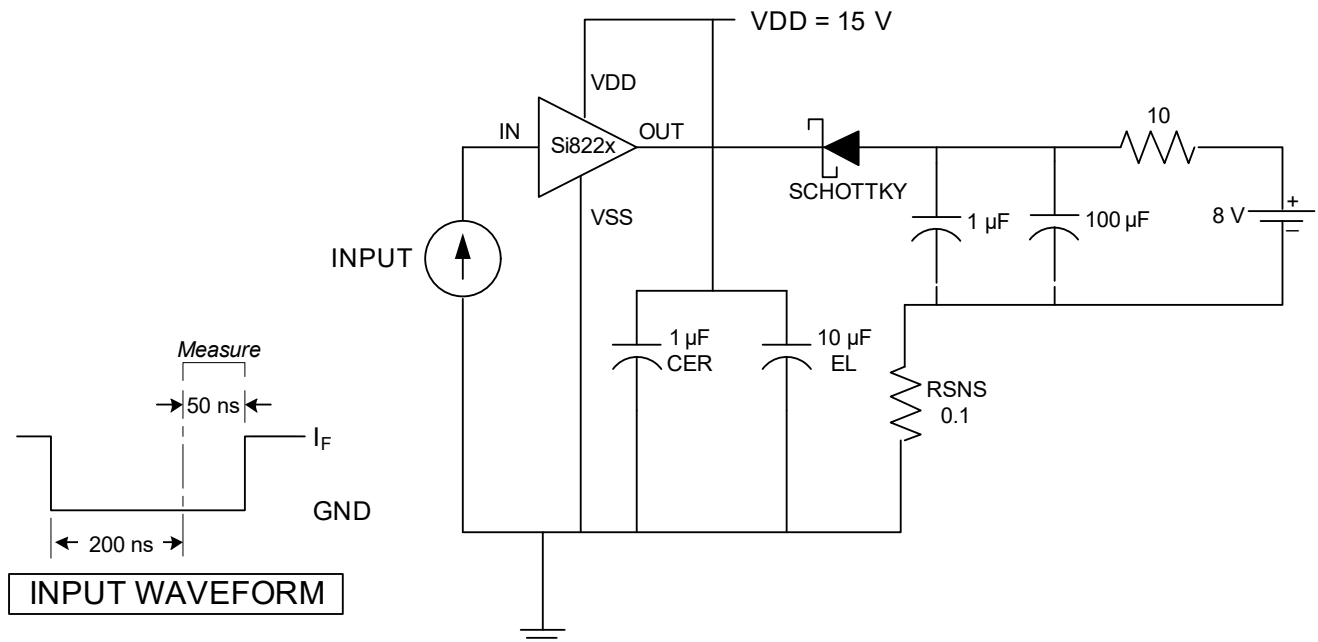 VDD = 15 V
VDD
10
IN
OUT
Si822x
SCHOTTKY
1 µF
100 µF
8 V
+
–
VSS
INPUT
1 µF
CER
10 µF
EL
Measure
RSNS
0.1
50 ns
IF
GND
200 ns
INPUT WAVEFORM